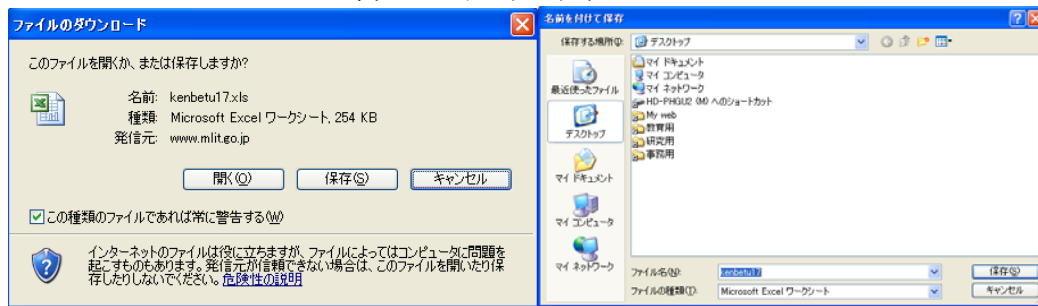 ファイルのダウンロード
このファイルを開くか、または保存しますか?
名前: kenbetu17.xls
種類: Microsoft Excel ワークシート, 254 KB
発信元: www.mlit.go.jp
開く(O) 保存(S) キャンセル
この種類のファイルであれば常に警告する(W)
インターネットのファイルは役に立ちますが、ファイルによってはコンピュータに問題を
起こすものもあります。発信元が信頼できない場合は、このファイルを開いたり保
存したりしないでください。危険性の説明
名前を付けて保存
保存する場所(I): デスクトップ
最近使ったファイル
デスクトップ
マイ ドキュメント
マイ コンピュータ
マイ ネットワーク
マイ ドキュメント
マイ コンピュータ
マイ ネットワーク
HD-PHGU2 (M) へのショートカット
My web
教育用
研究用
事務用
ファイル名(N): kenbetu17
保存(S)
ファイルの種類(T): Microsoft Excel ワークシート
キャンセル